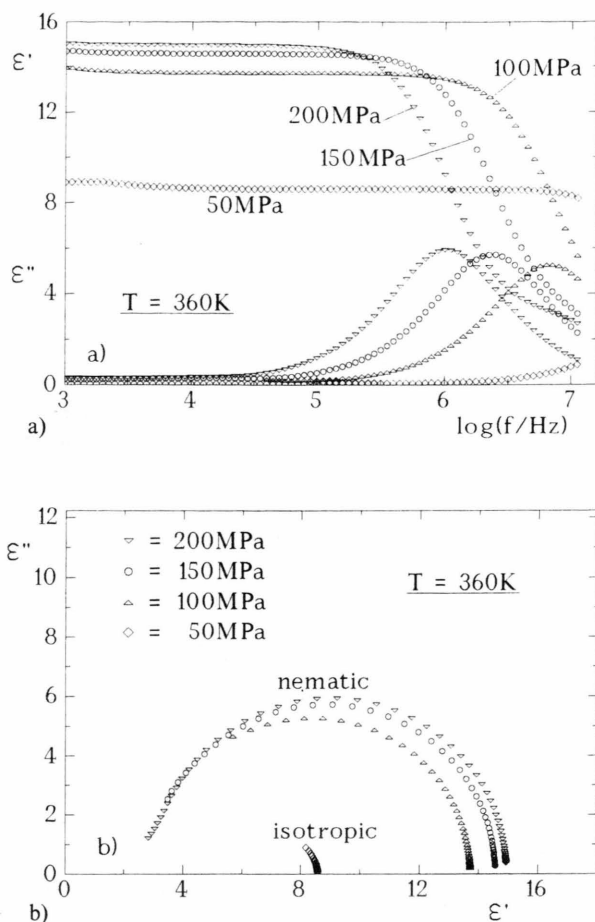 16
ε'
12
8
ε"
4
0
100MPa
200MPa
150MPa
50MPa
T = 360K
a)
3 4 5 6 7
a)
log(f/Hz)
12
ε"
10
8
6
4
2
0
▽ = 200MPa
○ = 150MPa
△ = 100MPa
◇ = 50MPa
T = 360K
nematic
isotropic
b)
0 4 8 12 16
b)
ε'